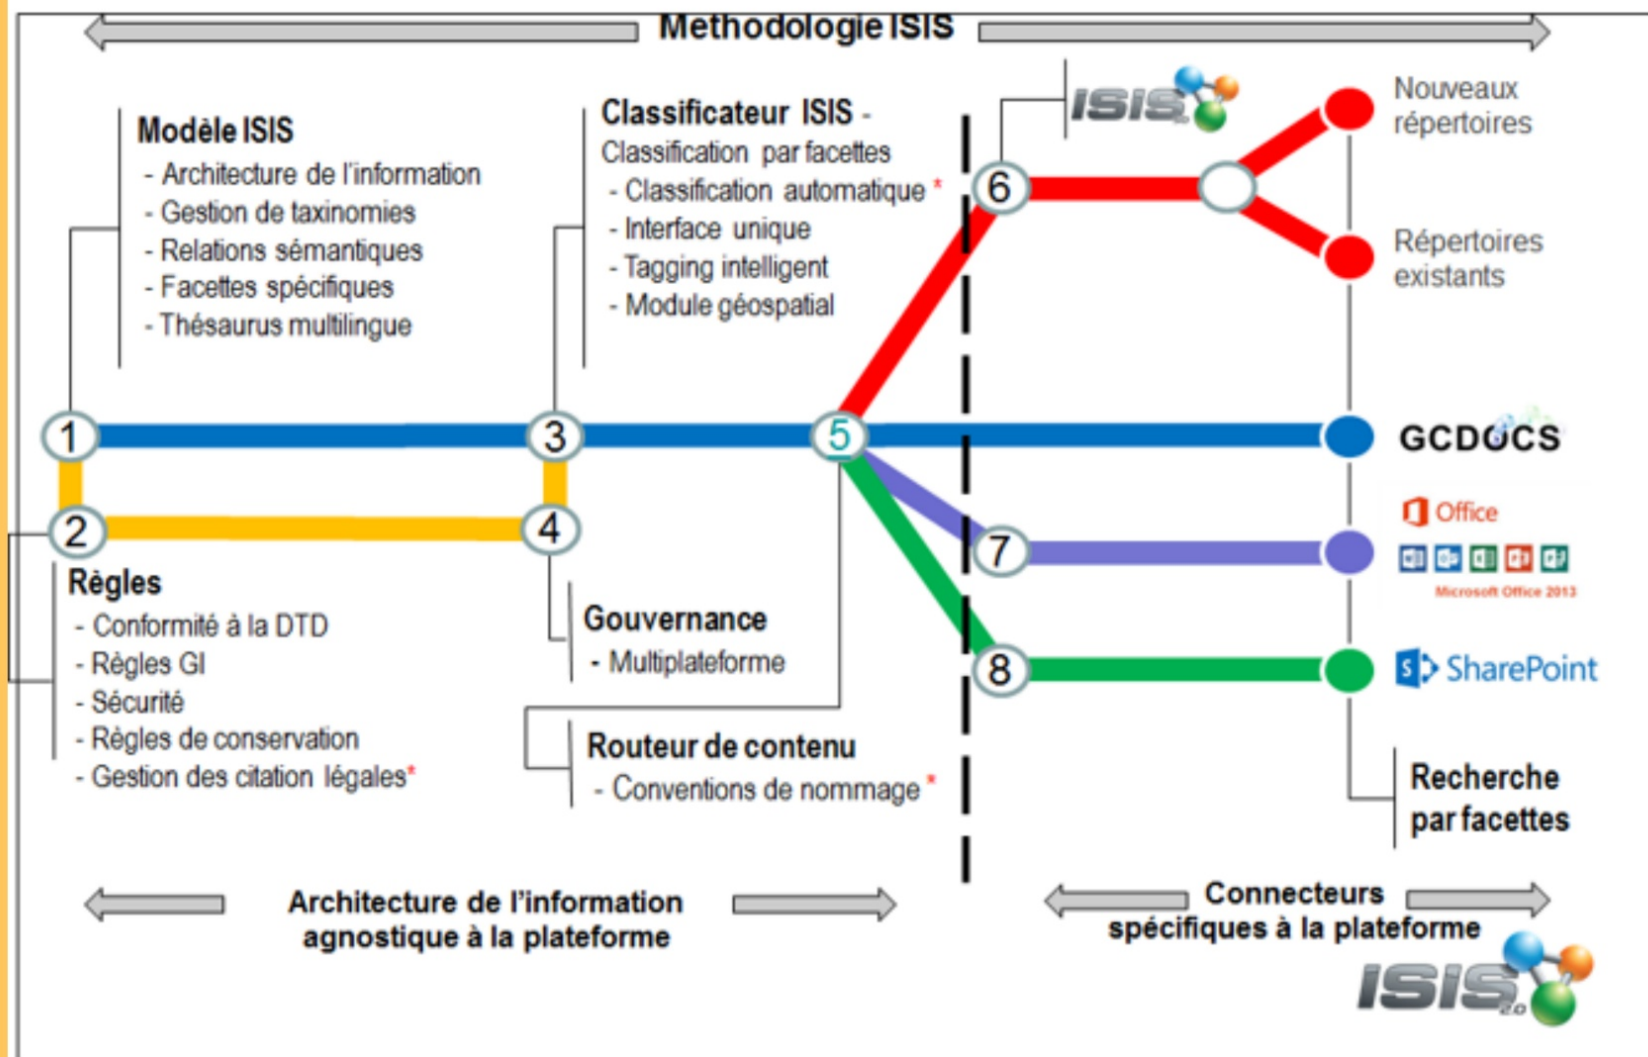 Méthodologie ISIS
Modèle ISIS
- Architecture de l'information
- Gestion de taxinomies
- Relations sémantiques
- Facettes spécifiques
- Thésaurus multilingue
Classificateur ISIS -
Classification par facettes
- Classification automatique *
- Interface unique
- Tagging intelligent
- Module géospatial
ISIS
Nouveaux
répertoires
6
Répertoires
existants
1
3
5
GCDOCS
2
4
Office
7
Microsoft Office 2013
Règles
- Conformité à la DTD
- Règles GI
- Sécurité
- Règles de conservation
- Gestion des citation légales*
Gouvernance
- Multiplateforme
8
S
SharePoint
Routeur de contenu
- Conventions de nommage *
Recherche
par facettes
Architecture de l'information
agnostique à la plateforme
Connecteurs
spécifiques à la plateforme
ISIS 2.0